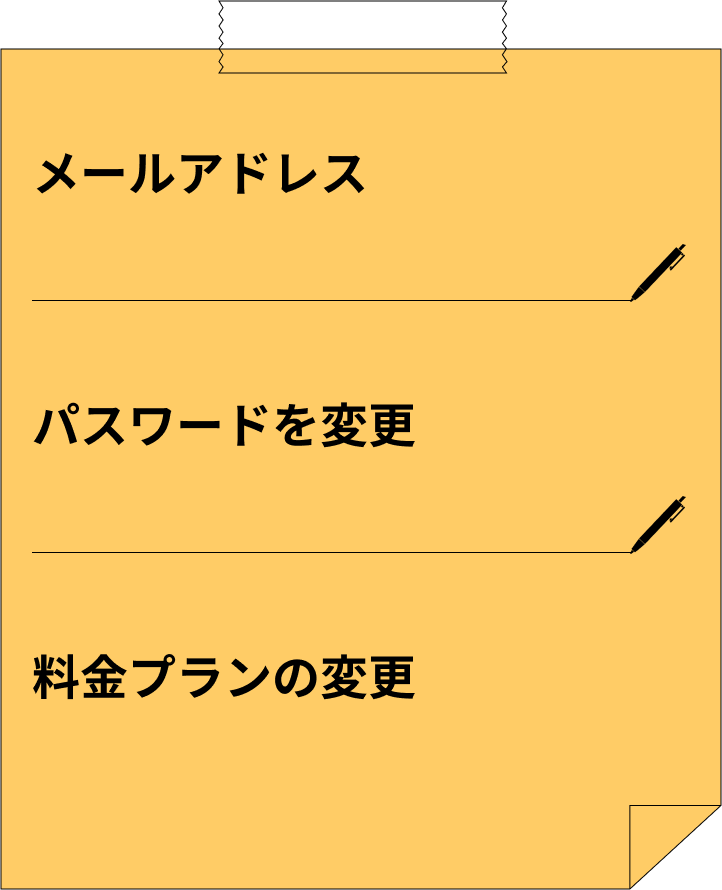 メールアドレス
パスワードを変更
料金プランの変更